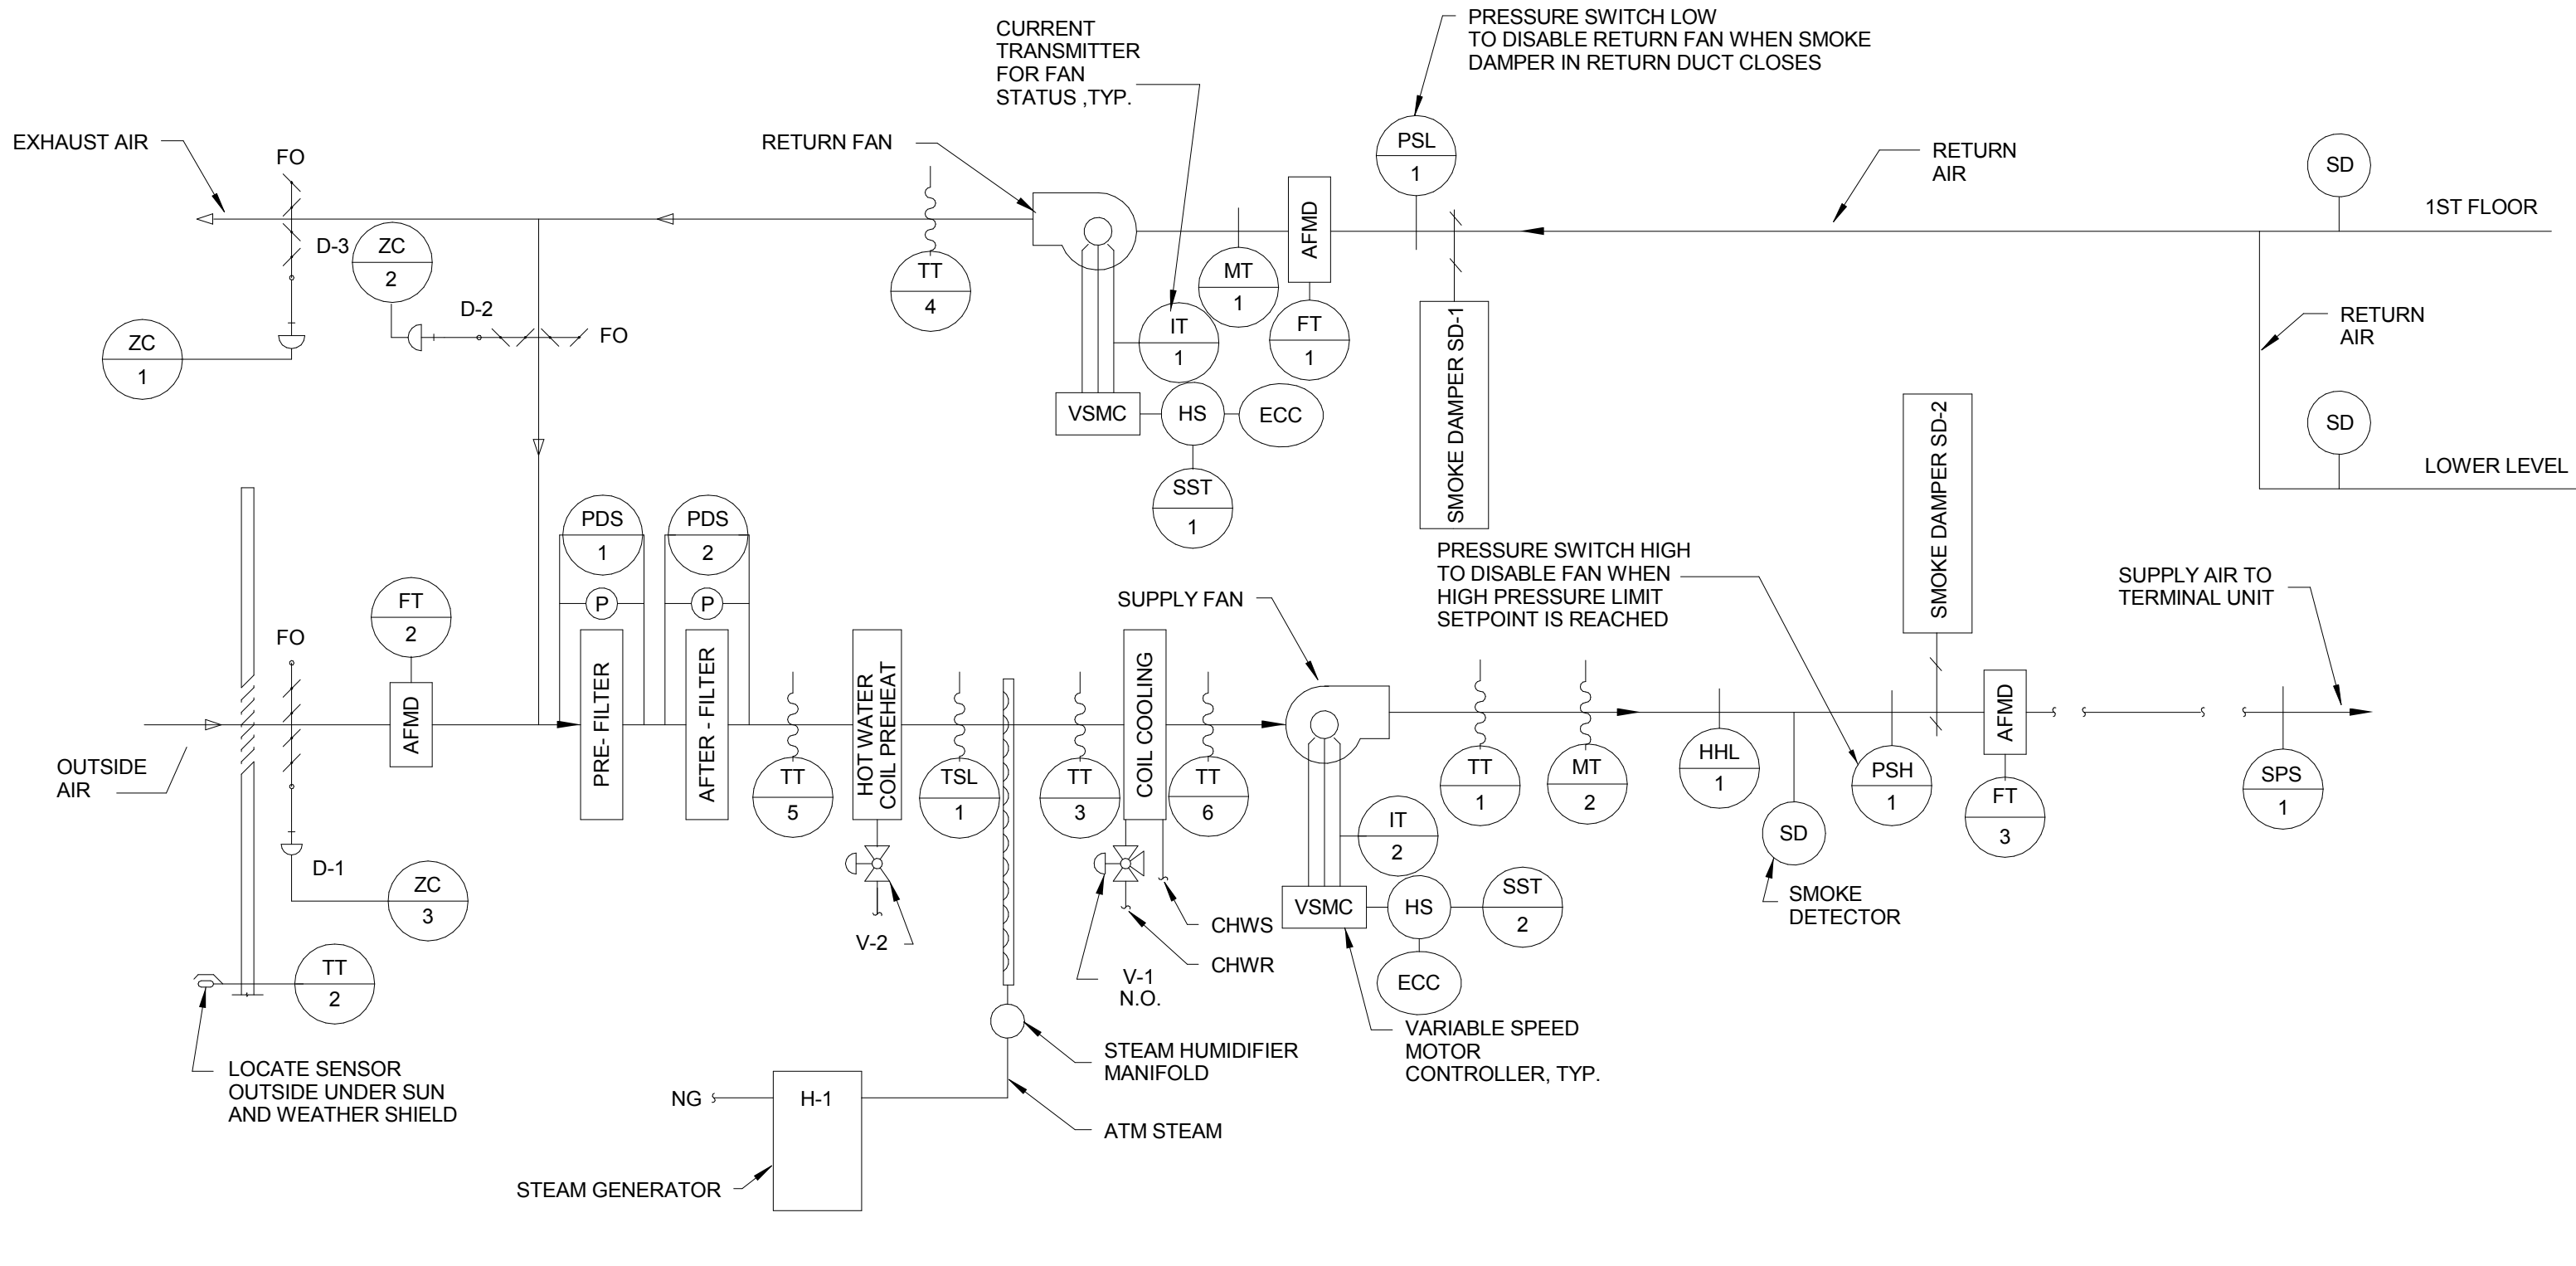 CURRENT
TRANSMITTER
FOR FAN
STATUS ,TYP.
PRESSURE SWITCH LOW
TO DISABLE RETURN FAN WHEN SMOKE
DAMPER IN RETURN DUCT CLOSES
EXHAUST AIR
FO
RETURN FAN
PSL
1
RETURN
AIR
SD
1ST FLOOR
D-3
ZC
2
TT
4
MT
1
AFMD
D-2
FO
ZC
1
IT
1
FT
1
SMOKE DAMPER SD-1
RETURN
AIR
VSMC
HS
ECC
SST
1
SMOKE DAMPER SD-2
SD
LOWER LEVEL
PDS
1
PDS
2
P
P
FT
2
FO
SUPPLY FAN
PRESSURE SWITCH HIGH
TO DISABLE FAN WHEN
HIGH PRESSURE LIMIT
SETPOINT IS REACHED
SUPPLY AIR TO
TERMINAL UNIT
AFMD
PRE- FILTER
AFTER - FILTER
HOT WATER
COIL PREHEAT
COIL COOLING
AFMD
OUTSIDE
AIR
TT
5
TSL
1
TT
3
TT
6
TT
1
MT
2
HHL
1
PSH
1
FT
3
SPS
1
IT
2
SD
D-1
ZC
3
V-2
V-1
N.O.
CHWS
CHWR
VSMC
HS
SST
2
ECC
SMOKE
DETECTOR
TT
2
LOCATE SENSOR
OUTSIDE UNDER SUN
AND WEATHER SHIELD
VARIABLE SPEED
MOTOR
CONTROLLER, TYP.
STEAM HUMIDIFIER
MANIFOLD
NG
H-1
ATM STEAM
STEAM GENERATOR